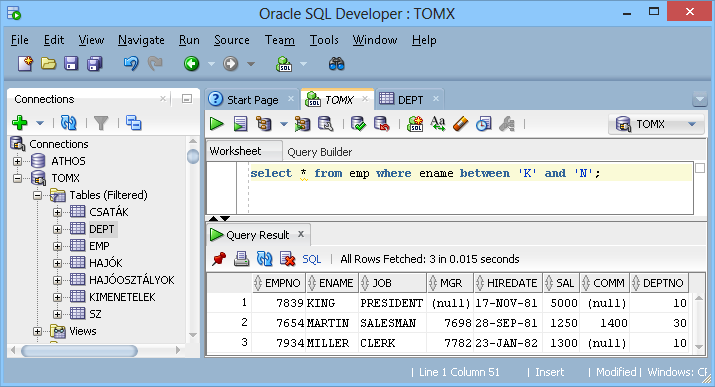 Oracle SQL Developer : TOMX
File Edit View Navigate Run Source Team Tools Window Help
Connections
Connections
ATHOS
TOMX
Tables (Filtered)
CSATÁK
DEPT
EMP
HAJÓK
HAJÓOSZTÁLYOK
KIMENETELEK
SZ
Views
Start Page TOMX DEPT
TOMX
Worksheet Query Builder
select * from emp where ename between 'K' and 'N';
Query Result
SQL All Rows Fetched: 3 in 0.015 seconds
EMPNO ENAME JOB MGR HIREDATE SAL COMM DEPTNO
1 7839 KING PRESIDENT (null) 17-NOV-81 5000 (null) 10
2 7654 MARTIN SALESMAN 7698 28-SEP-81 1250 1400 30
3 7934 MILLER CLERK 7782 23-JAN-82 1300 (null) 10
Line 1 Column 51 Insert Modified Windows: